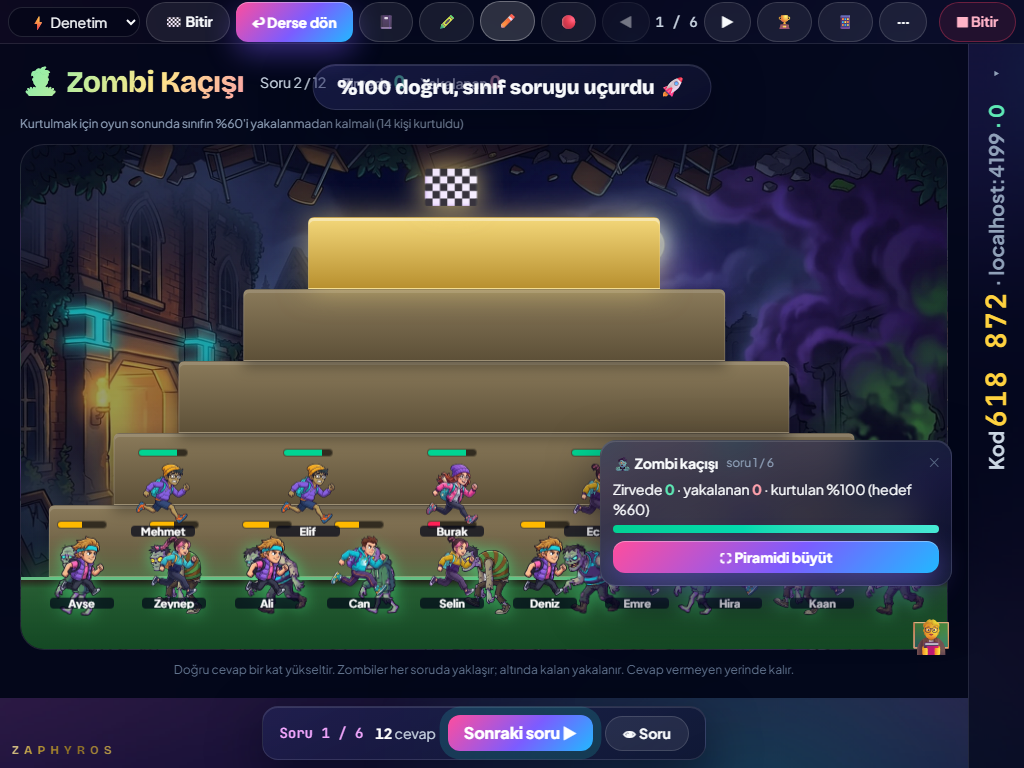 Denetim
Bitir
Derse dön
1 / 6
Bitir
Zombi Kaçışı
Soru 2 / 12
%100 doğru, sınıf soruyu uçurdu 🚀
Kurtulmak için oyun sonunda sınıfın %60'i yakalanmadan kalmalı (14 kişi kurtuldu)
Kod 618 872 · localhost:4199 · 0
Zombi kaçışı soru 1 / 6
Zirvede 0 · yakalanan 0 · kurtulan %100 (hedef
%60)
Piramidi büyüt
Mehmet Elif Burak
Ayşe Zeynep Ali Can Selin Deniz Emre Hira Kaan
Doğru cevap bir kat yükseltir. Zombiler her soruda yaklaşır; altında kalan yakalanır. Cevap vermeyen yerinde kalır.
Soru 1 / 6 12 cevap Sonraki soru ▶ Soru
ZAPHYROS